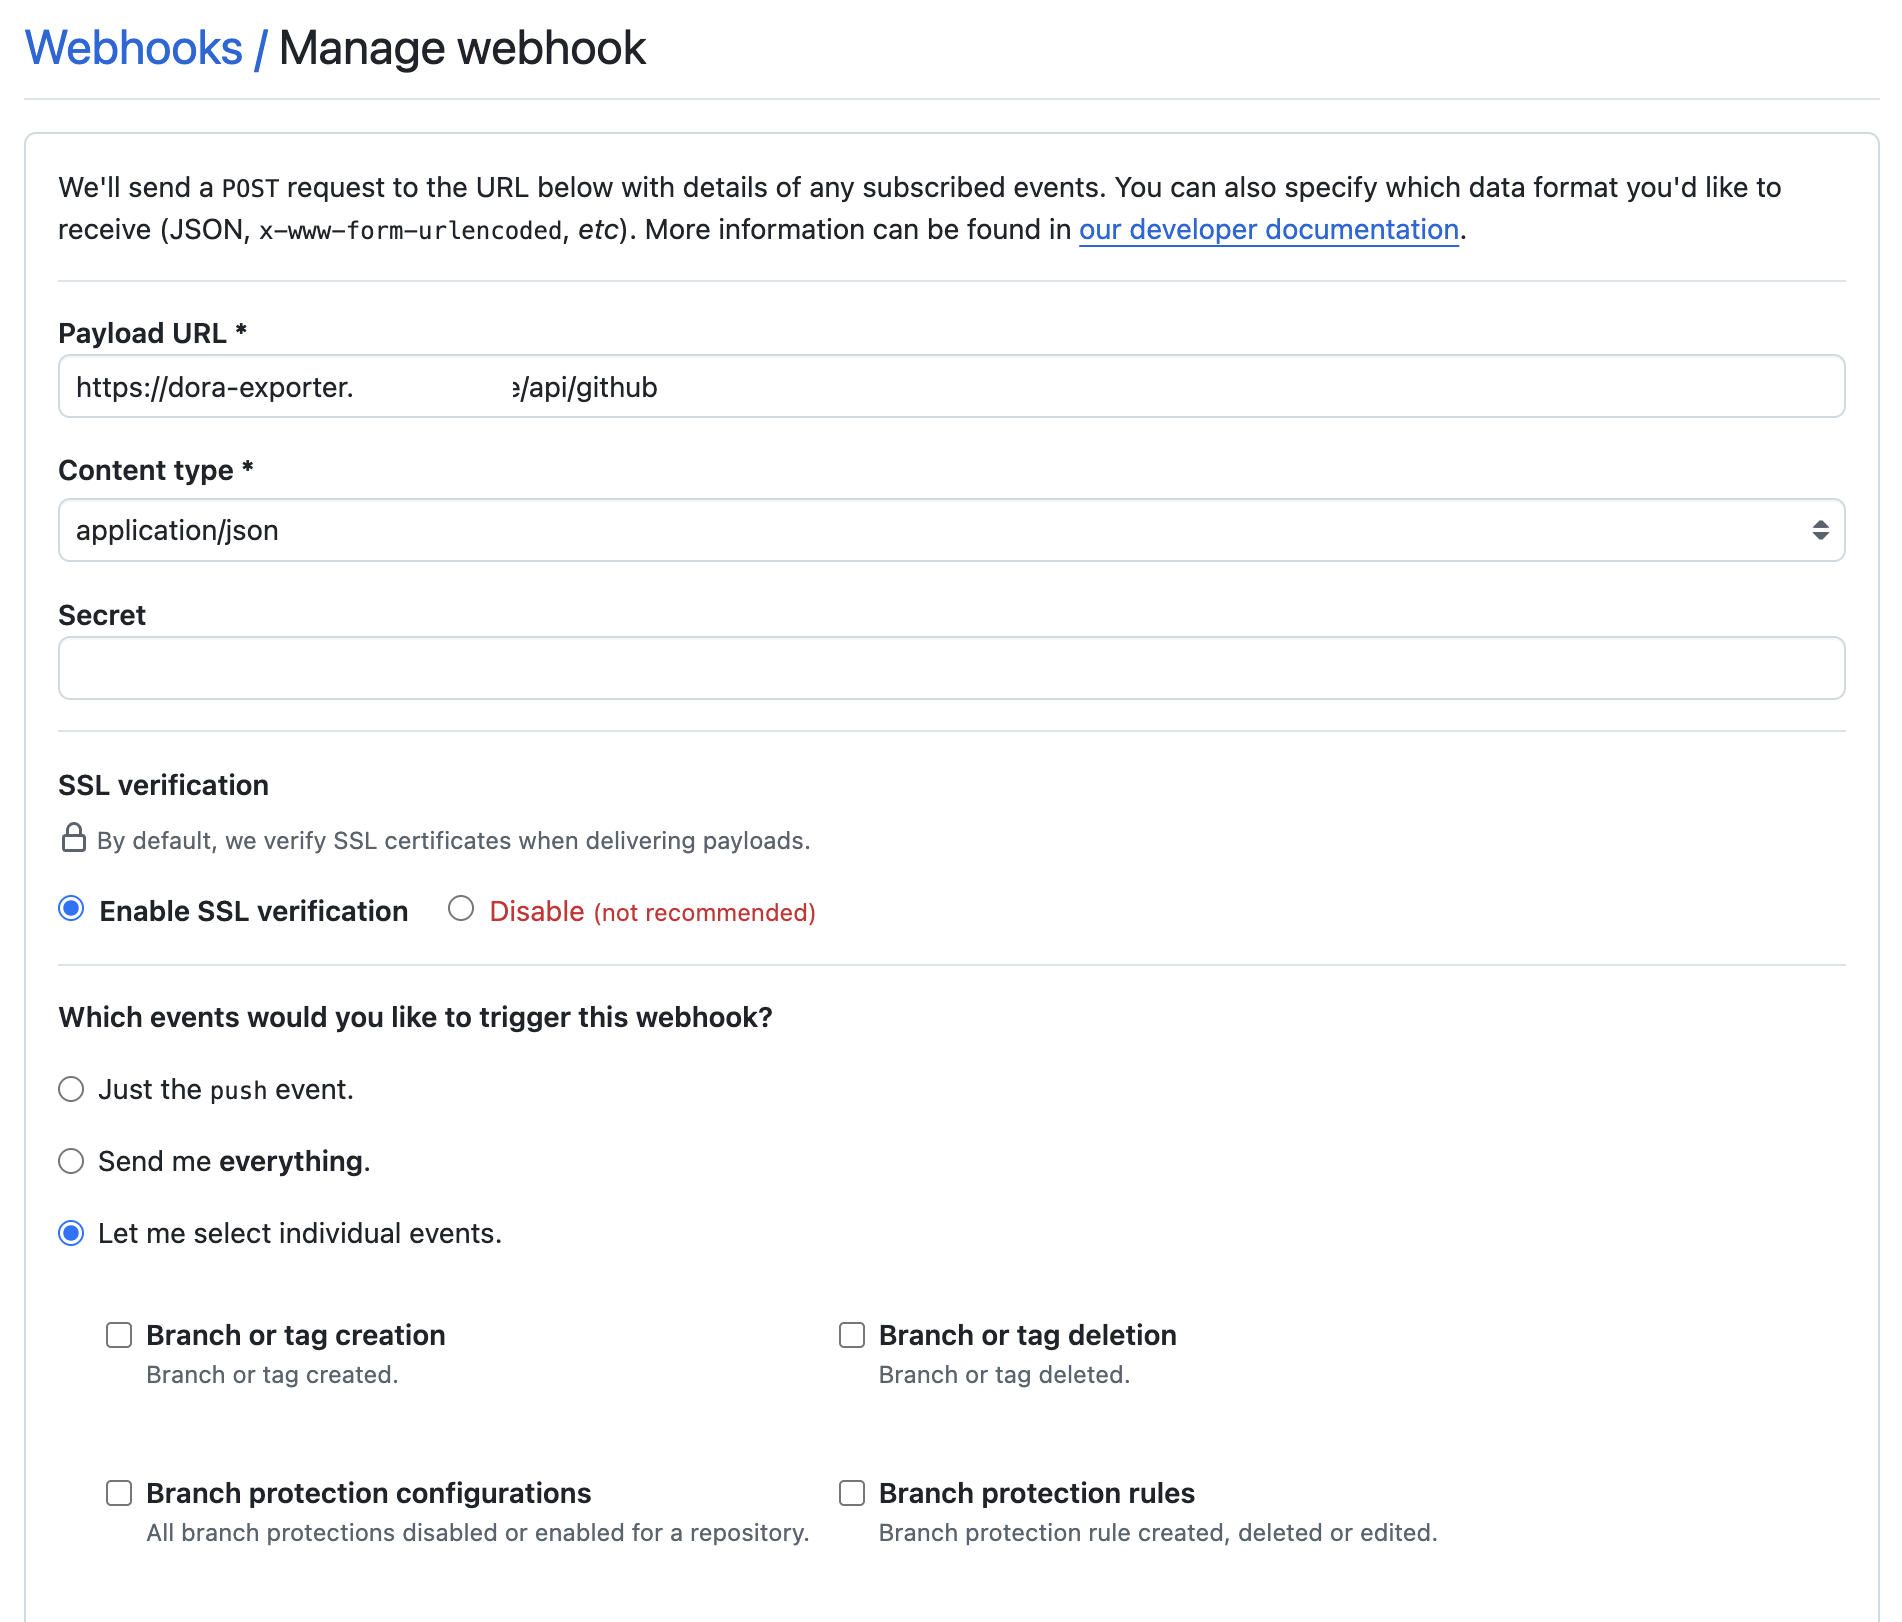 Webhooks / Manage webhook
We'll send a POST request to the URL below with details of any subscribed events. You can also specify which data format you'd like to
receive (JSON, x-www-form-urlencoded, etc). More information can be found in our developer documentation.
Payload URL *
https://dora-exporter. e/api/github
Content type *
application/json
Secret
SSL verification
By default, we verify SSL certificates when delivering payloads.
Enable SSL verification Disable (not recommended)
Which events would you like to trigger this webhook?
Just the push event.
Send me everything.
Let me select individual events.
Branch or tag creation Branch or tag deletion
Branch or tag created. Branch or tag deleted.
Branch protection configurations Branch protection rules
All branch protections disabled or enabled for a repository. Branch protection rule created, deleted or edited.